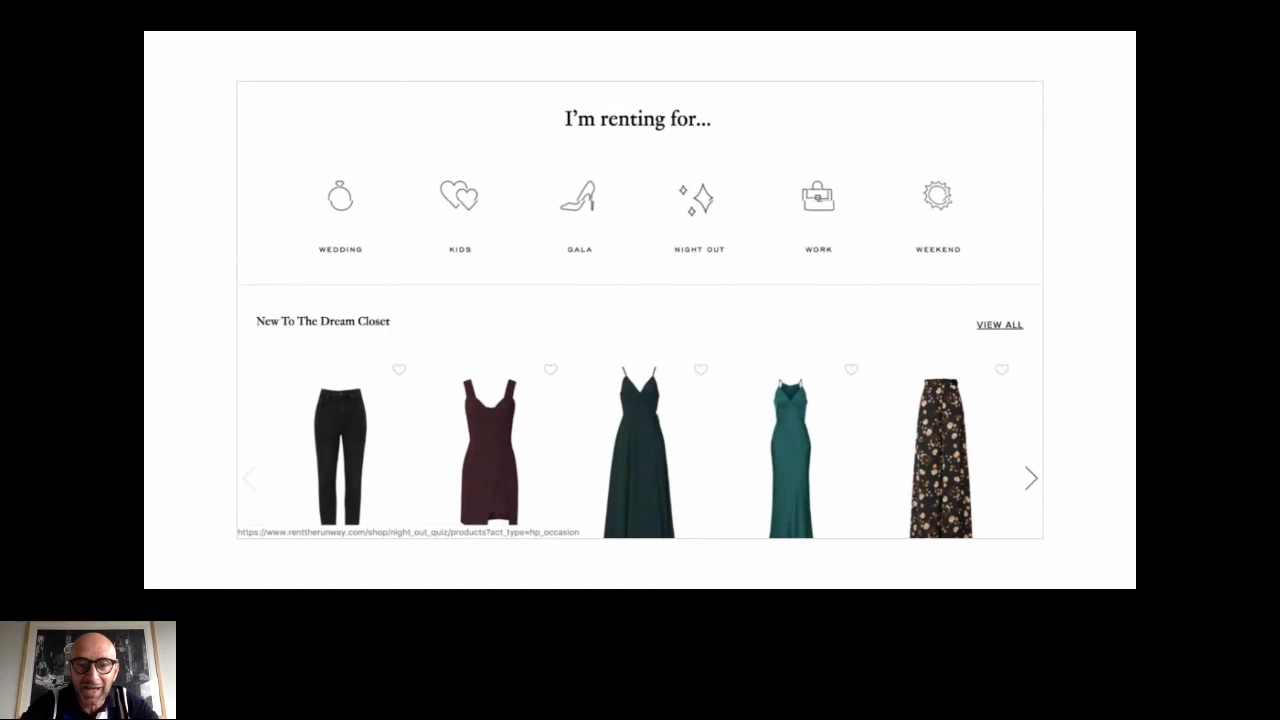 I'm renting for...
WEDDING KIDS GALA NIGHT OUT WORK WEEKEND
New To The Dream Closet VIEW ALL
https://www.renttherunway.com/shop/night_out_quiz/products?act_type=hp_occasion